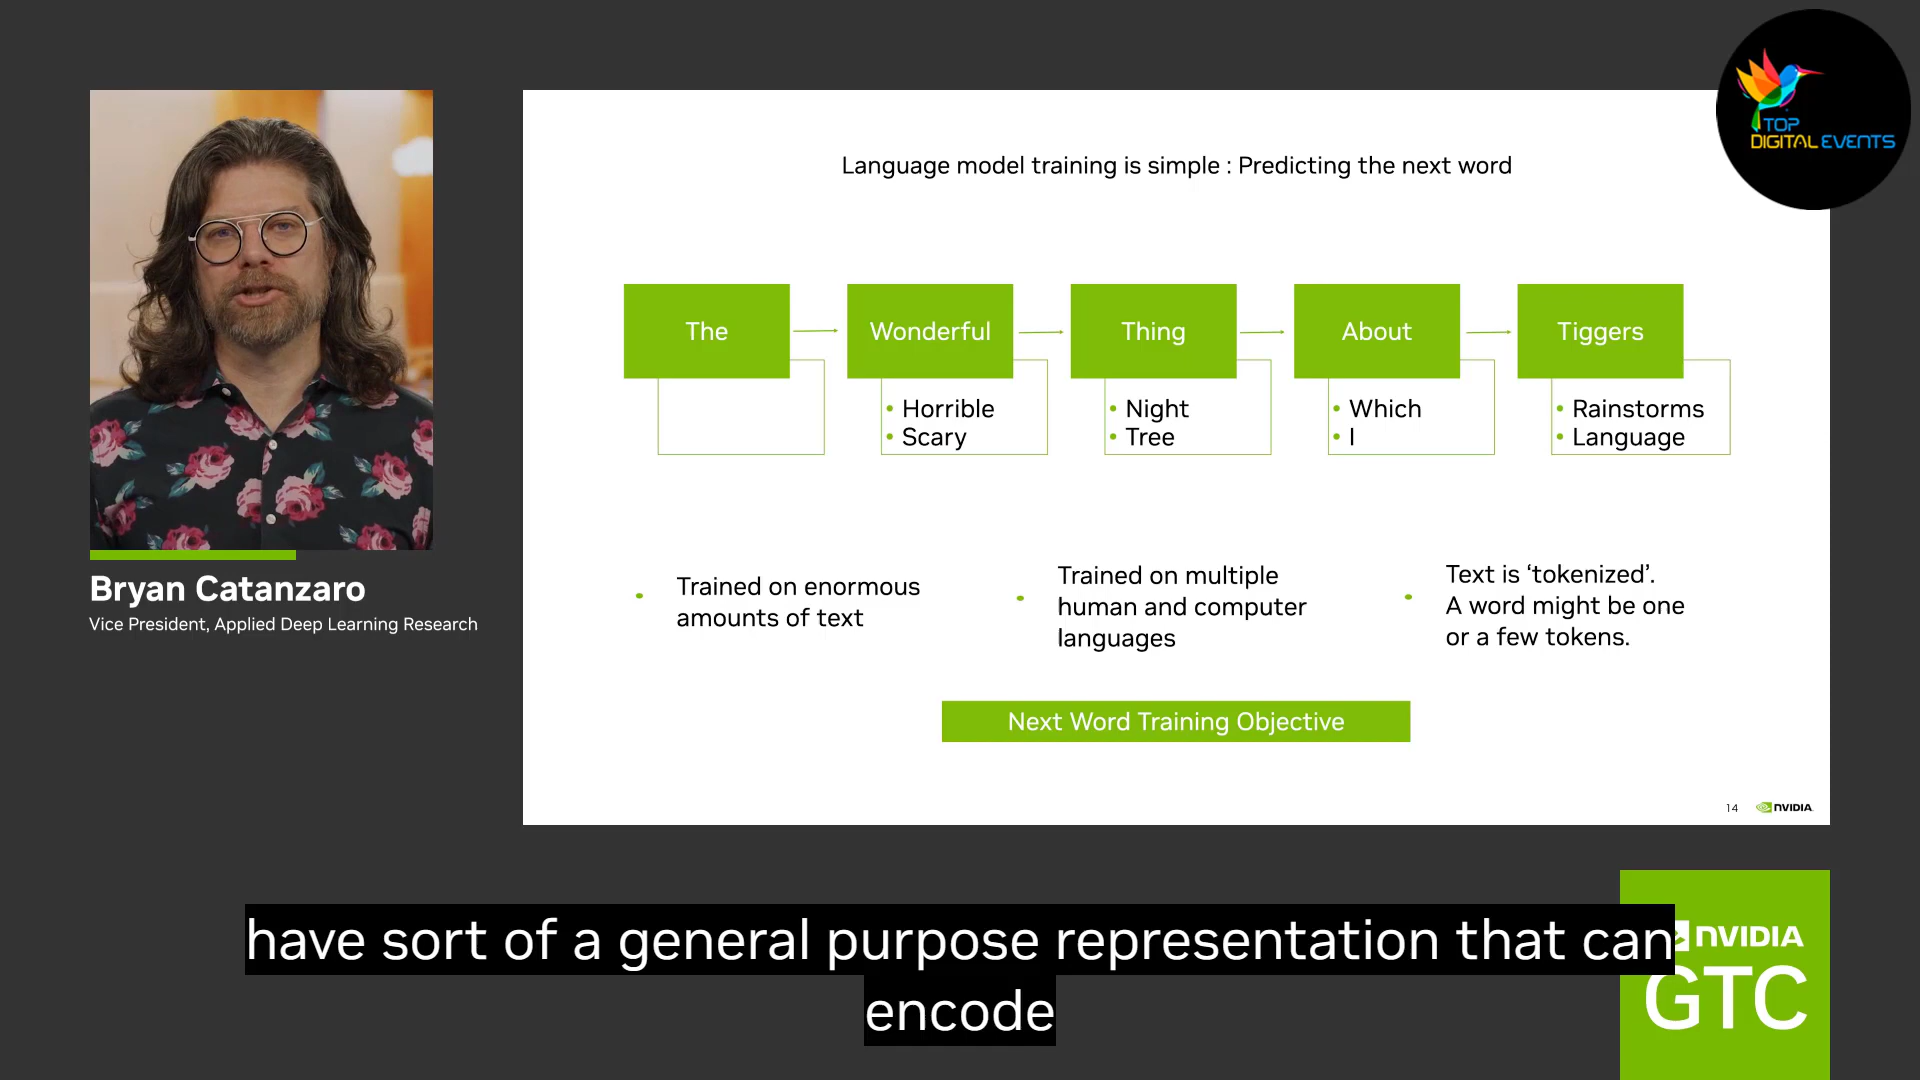 TOP
DIGITAL EVENTS
Language model training is simple : Predicting the next word
The
Wonderful
Thing
About
Tiggers
• Horrible
• Scary
• Night
• Tree
• Which
• I
• Rainstorms
• Language
• Trained on enormous
amounts of text
• Trained on multiple
human and computer
languages
• Text is ‘tokenized’.
A word might be one
or a few tokens.
Next Word Training Objective
14
NVIDIA
Bryan Catanzaro
Vice President, Applied Deep Learning Research
have sort of a general purpose representation that can
encode
NVIDIA
GTC